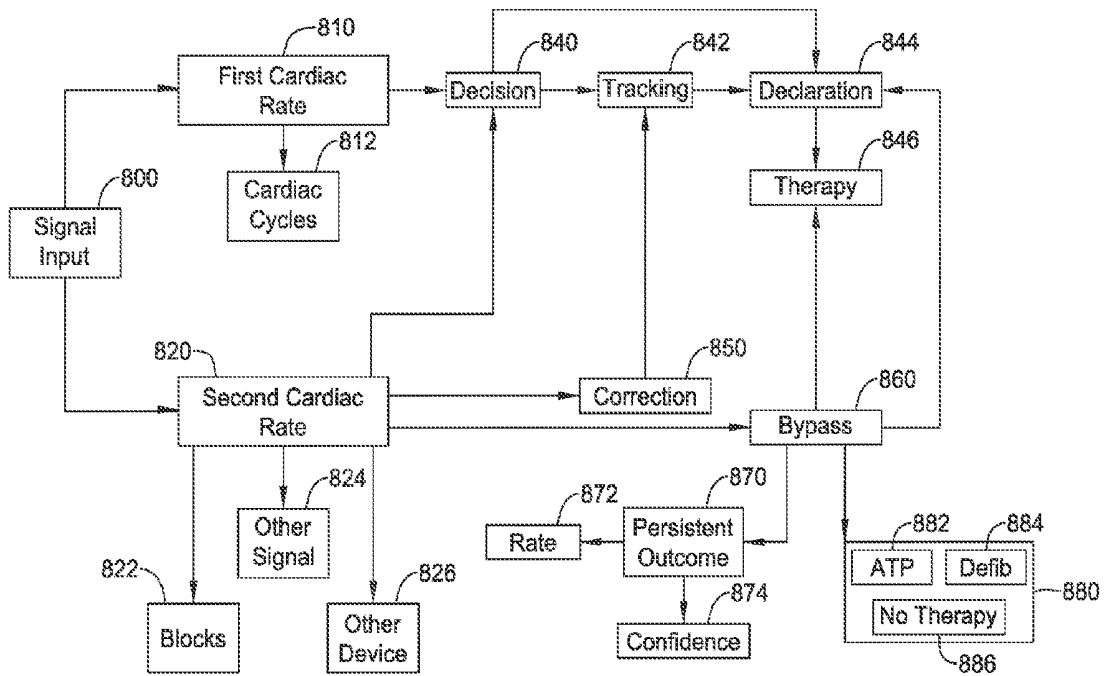 810
First Cardiac
Rate
840
Decision
842
Tracking
844
Declaration
812
Cardiac
Cycles
846
Therapy
800
Signal
Input
820
Second Cardiac
Rate
850
Correction
860
Bypass
824
Other
Signal
872
Rate
870
Persistent
Outcome
882
ATP
884
Defib
880
822
Blocks
826
Other
Device
874
Confidence
No Therapy
886